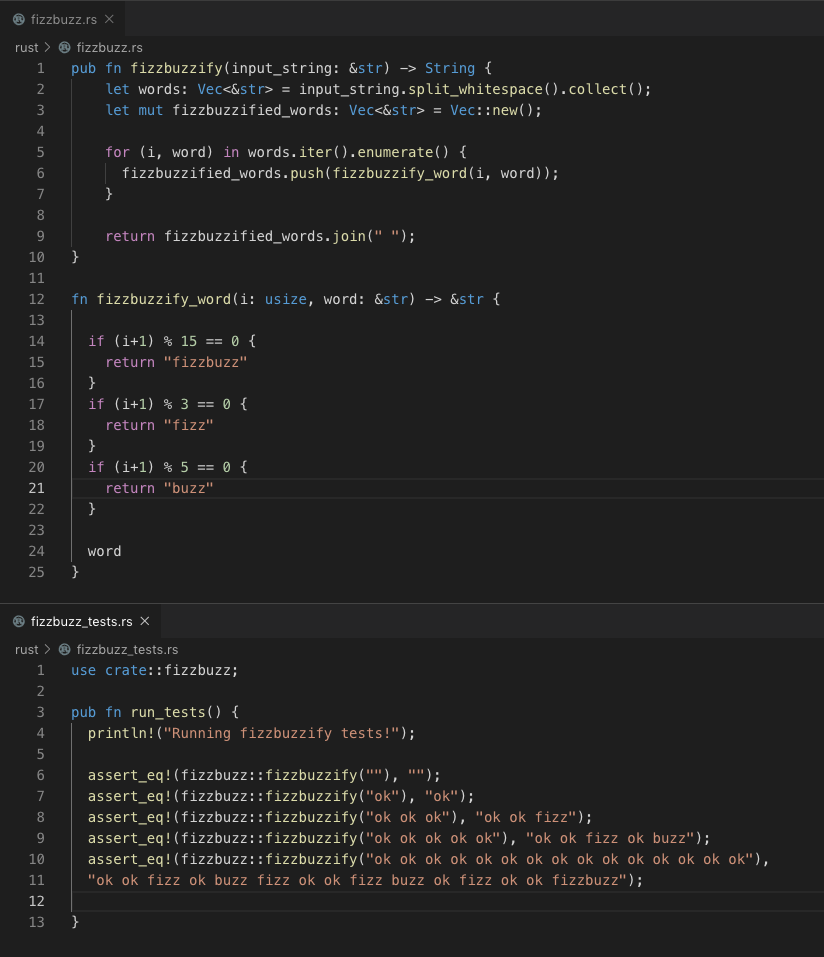 fizzbuzz.rs ×
rust > fizzbuzz.rs
1 pub fn fizzbuzzify(input_string: &str) -> String {
2     let words: Vec<&str> = input_string.split_whitespace().collect();
3     let mut fizzbuzzified_words: Vec<&str> = Vec::new();
4
5     for (i, word) in words.iter().enumerate() {
6       fizzbuzzified_words.push(fizzbuzzify_word(i, word));
7     }
8
9     return fizzbuzzified_words.join(" ");
10 }
11
12 fn fizzbuzzify_word(i: usize, word: &str) -> &str {
13
14   if (i+1) % 15 == 0 {
15     return "fizzbuzz"
16   }
17   if (i+1) % 3 == 0 {
18     return "fizz"
19   }
20   if (i+1) % 5 == 0 {
21     return "buzz"
22   }
23
24   word
25 }
fizzbuzz_tests.rs ×
rust > fizzbuzz_tests.rs
1 use crate::fizzbuzz;
2
3 pub fn run_tests() {
4   println!("Running fizzbuzzify tests!");
5
6   assert_eq!(fizzbuzz::fizzbuzzify(""), "");
7   assert_eq!(fizzbuzz::fizzbuzzify("ok"), "ok");
8   assert_eq!(fizzbuzz::fizzbuzzify("ok ok ok"), "ok ok fizz");
9   assert_eq!(fizzbuzz::fizzbuzzify("ok ok ok ok ok"), "ok ok fizz ok buzz");
10   assert_eq!(fizzbuzz::fizzbuzzify("ok ok ok ok ok ok ok ok ok ok ok ok ok ok ok"),
11   "ok ok fizz ok buzz fizz ok ok fizz buzz ok fizz ok ok fizzbuzz");
12
13 }